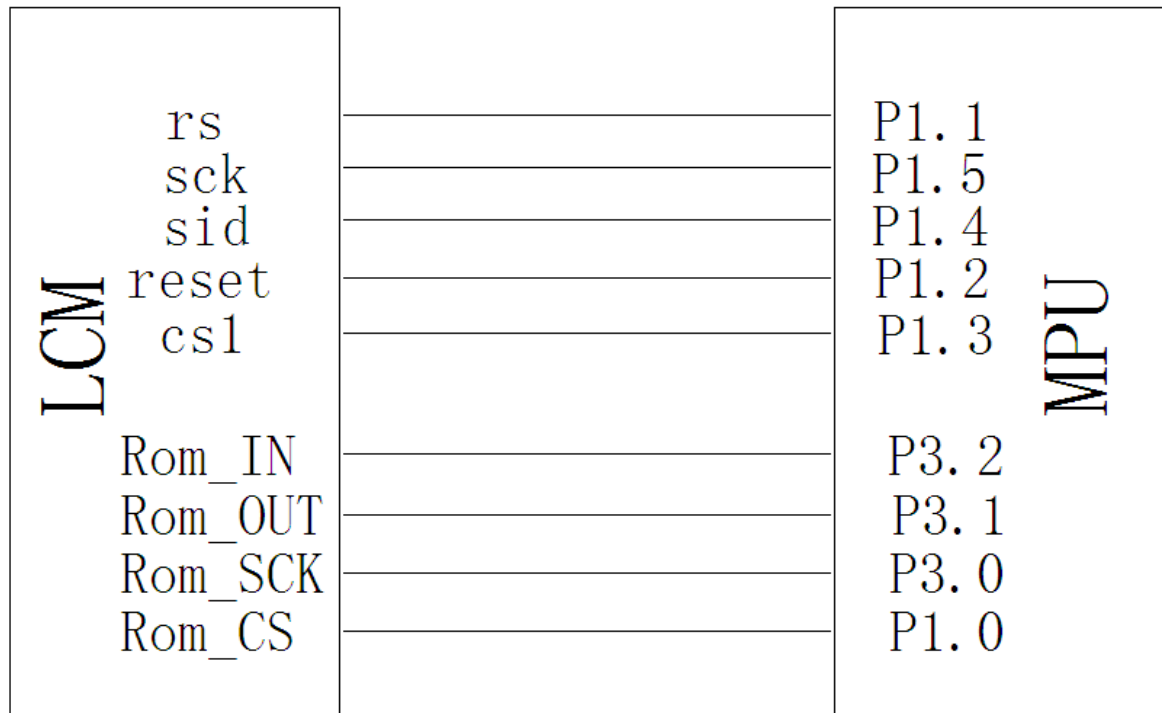 LCM
rs
sck
sid
reset
cs1
Rom_IN
Rom_OUT
Rom_SCK
Rom_CS
P1.1
P1.5
P1.4
P1.2
P1.3
P3.2
P3.1
P3.0
P1.0
MPU